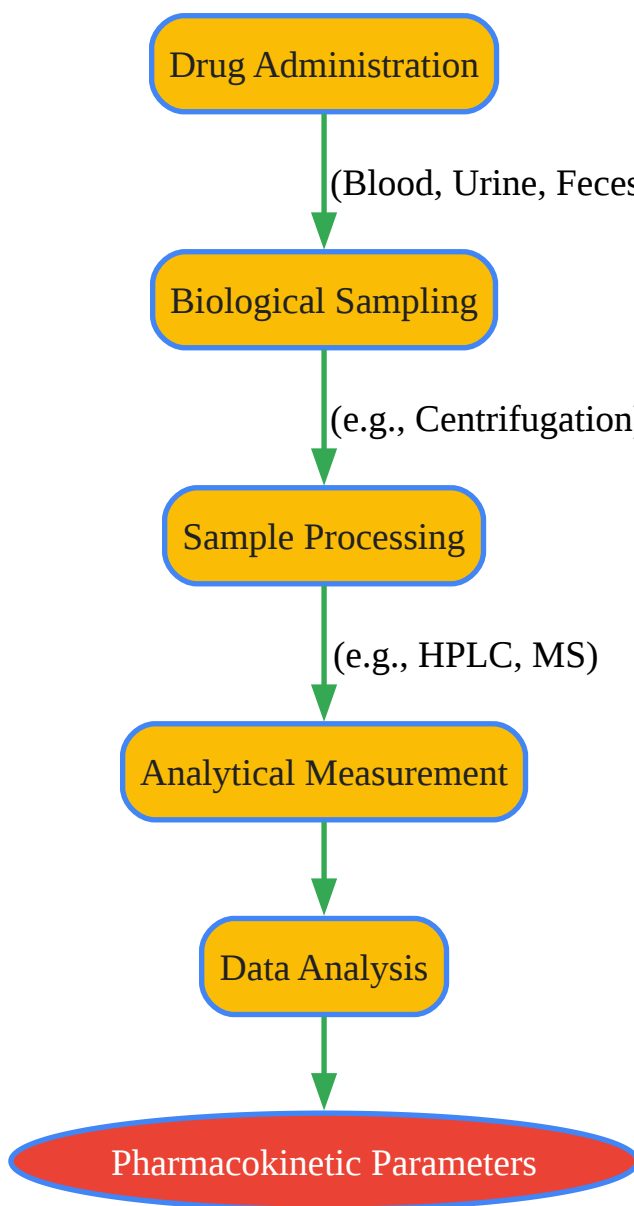 Drug Administration
(Blood, Urine, Feces
Biological Sampling
(e.g., Centrifugation)
Sample Processing
(e.g., HPLC, MS)
Analytical Measurement
Data Analysis
Pharmacokinetic Parameters